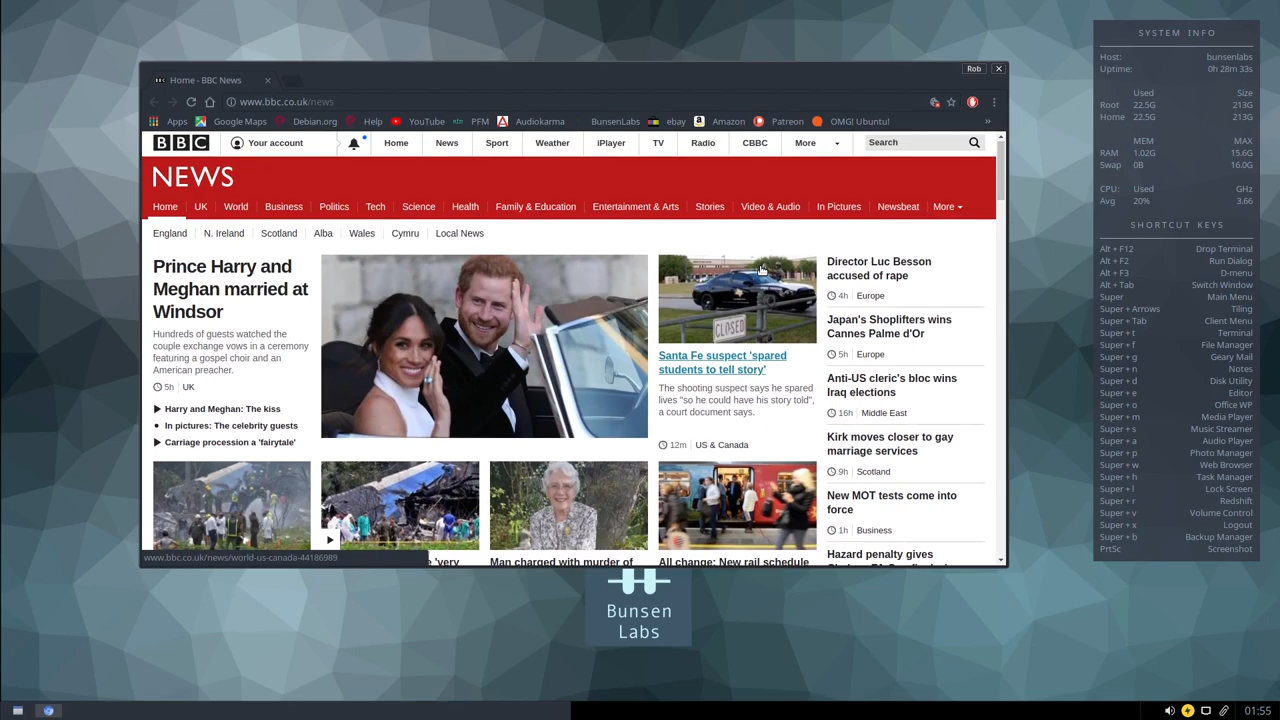 Home - BBC News
Rob
www.bbc.co.uk/news
Apps
Google Maps
Debian.org
Help
YouTube
PFM
Audiokarma
BunsenLabs
ebay
Amazon
Patreon
OMG! Ubuntu!
»
BBC
Your account
Home
News
Sport
Weather
iPlayer
TV
Radio
CBBC
More
Search
NEWS
Home
UK
World
Business
Politics
Tech
Science
Health
Family & Education
Entertainment & Arts
Stories
Video & Audio
In Pictures
Newsbeat
More
England
N. Ireland
Scotland
Alba
Wales
Cymru
Local News
Prince Harry and
Meghan married at
Windsor
Hundreds of guests watched the
couple exchange vows in a ceremony
featuring a gospel choir and an
American preacher.
5h UK
Harry and Meghan: The kiss
In pictures: The celebrity guests
Carriage procession a 'fairytale'
CLOSED
Santa Fe suspect 'spared
students to tell story'
The shooting suspect says he spared
lives "so he could have his story told",
a court document says.
12m US & Canada
Director Luc Besson
accused of rape
4h Europe
Japan's Shoplifters wins
Cannes Palme d'Or
5h Europe
Anti-US cleric's bloc wins
Iraq elections
16h Middle East
Kirk moves closer to gay
marriage services
9h Scotland
New MOT tests come into
force
1h Business
Hazard penalty gives
'very
Man charged with murder of
All change: New rail schedule
www.bbc.co.uk/news/world-us-canada-44186989
Bunsen
Labs
SYSTEM INFO
Host: bunsenlabs
Uptime: 0h 28m 33s
Used Size
Root 22.5G 213G
Home 22.5G 213G
MEM MAX
RAM 1.02G 15.6G
Swap 0B 16.0G
CPU: Used GHz
Avg 20% 3.66
SHORTCUT KEYS
Alt + F12 Drop Terminal
Alt + F2 Run Dialog
Alt + F3 D-menu
Alt + Tab Switch Window
Super Main Menu
Super + Arrows Tiling
Super + Tab Client Menu
Super + t Terminal
Super + f File Manager
Super + g Geary Mail
Super + n Notes
Super + d Disk Utility
Super + e Editor
Super + o Office WP
Super + m Media Player
Super + s Music Streamer
Super + a Audio Player
Super + p Photo Manager
Super + w Web Browser
Super + h Task Manager
Super + l Lock Screen
Super + r Redshift
Super + v Volume Control
Super + x Logout
Super + b Backup Manager
PrtSc Screenshot
01:55